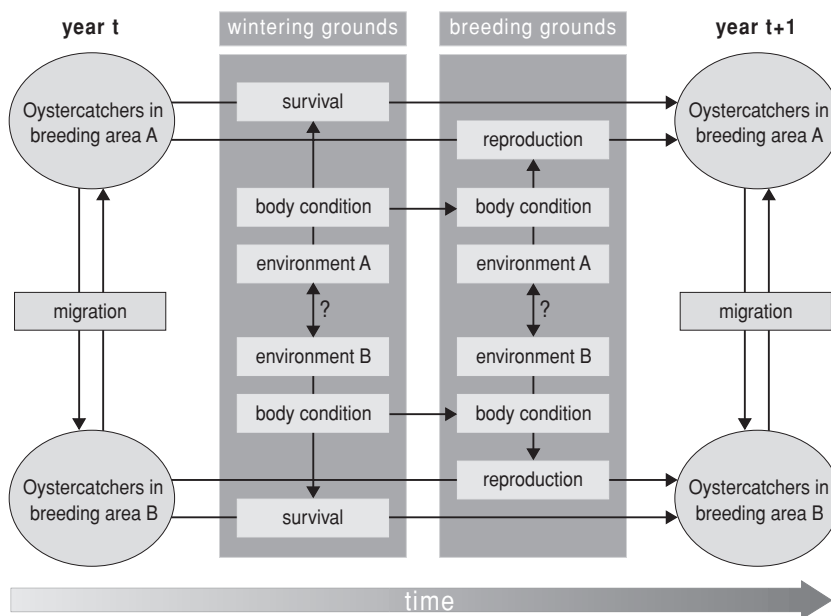 year t
wintering grounds
breeding grounds
year t+1
Oystercatchers in
breeding area A
survival
reproduction
Oystercatchers in
breeding area A
body condition
body condition
environment A
environment A
migration
?
?
migration
environment B
environment B
body condition
body condition
Oystercatchers in
breeding area B
reproduction
survival
Oystercatchers in
breeding area B
time